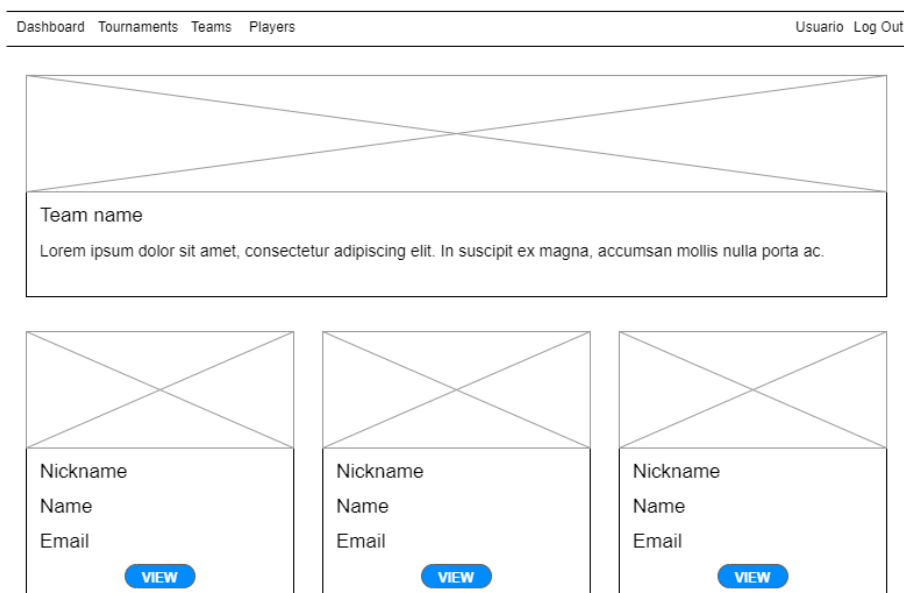 Dashboard Tournaments Teams Players Usuario Log Out
Team name
Lorem ipsum dolor sit amet, consectetur adipiscing elit. In suscipit ex magna, accumsan mollis nulla porta ac.
Nickname Nickname Nickname
Name Name Name
Email Email Email
VIEW VIEW VIEW